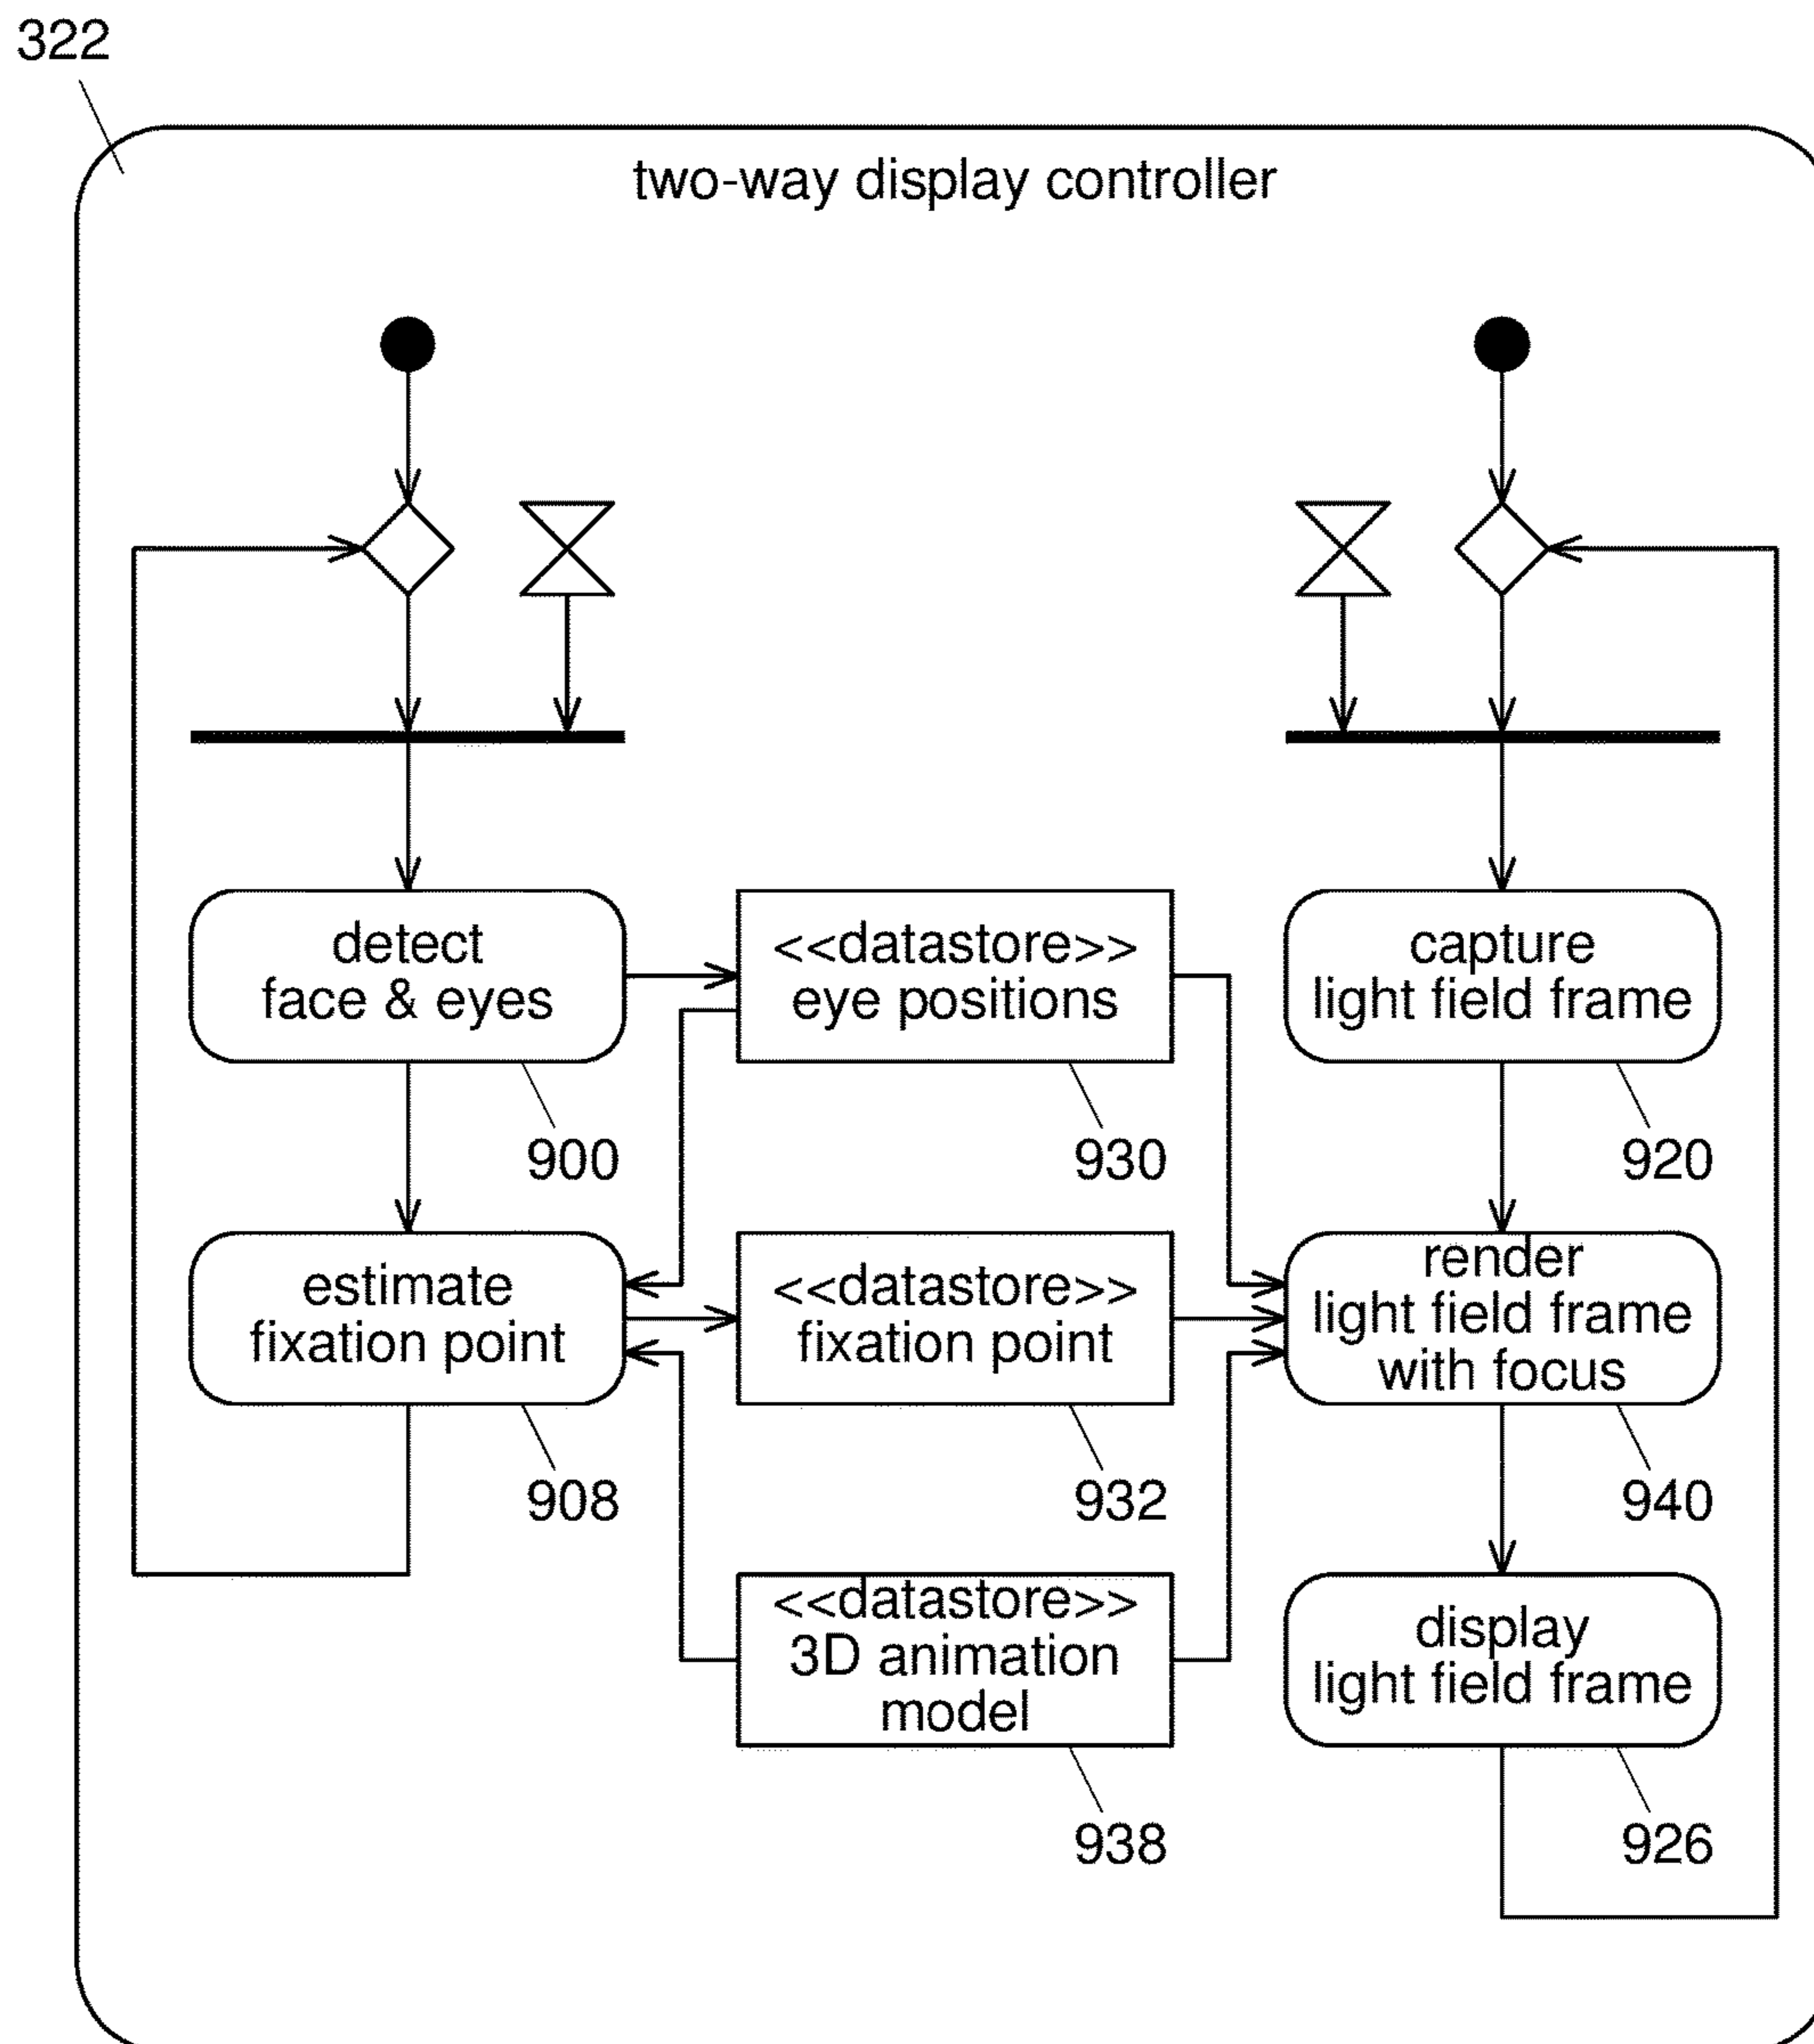 322
two-way display controller
detect
face & eyes
900
<<datastore>>
eye positions
930
capture
light field frame
920
estimate
fixation point
908
<<datastore>>
fixation point
932
render
light field frame
with focus
940
<<datastore>>
3D animation
model
938
display
light field frame
926